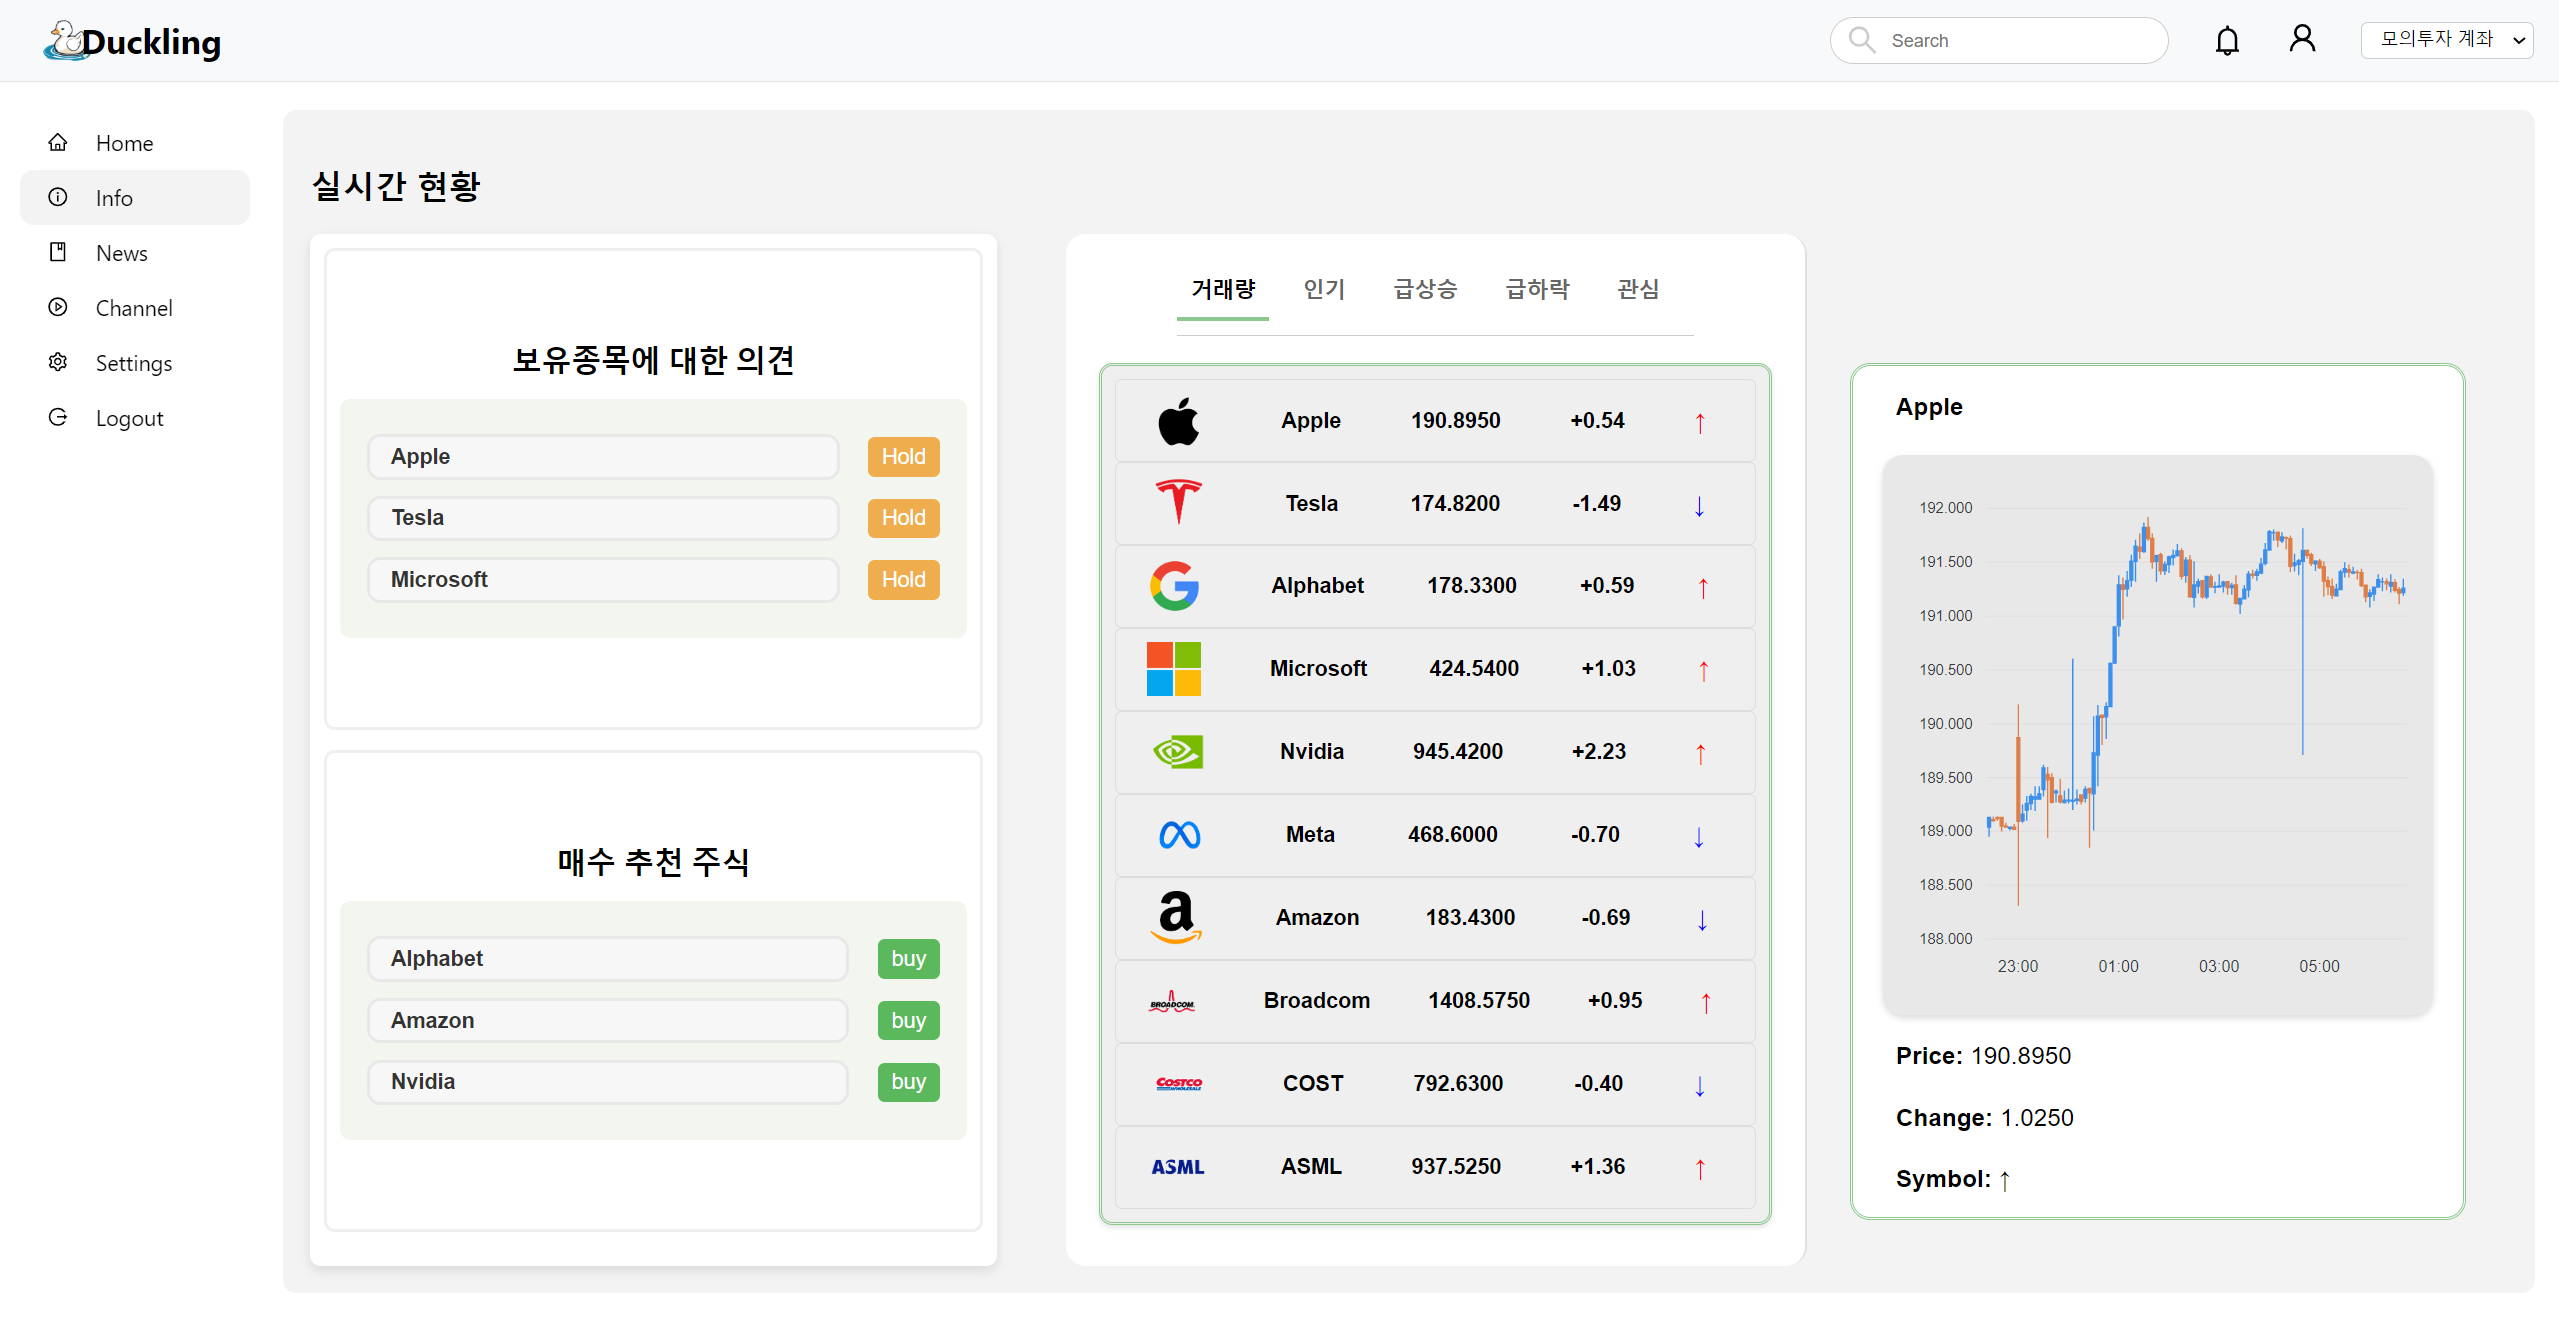 Duckling
Search
모의투자 계좌
Home
Info
News
Channel
Settings
Logout
실시간 현황
보유종목에 대한 의견
Apple Hold
Tesla Hold
Microsoft Hold
매수 추천 주식
Alphabet buy
Amazon buy
Nvidia buy
거래량 인기 급상승 급하락 관심
Apple 190.8950 +0.54 ↑
Tesla 174.8200 -1.49 ↓
Alphabet 178.3300 +0.59 ↑
Microsoft 424.5400 +1.03 ↑
Nvidia 945.4200 +2.23 ↑
Meta 468.6000 -0.70 ↓
a Amazon 183.4300 -0.69 ↓
BROADCOM Broadcom 1408.5750 +0.95 ↑
COSTCO WHOLESALE COST 792.6300 -0.40 ↓
ASML ASML 937.5250 +1.36 ↑
Apple
192.000
191.500
191.000
190.500
190.000
189.500
189.000
188.500
188.000
23:00 01:00 03:00 05:00
Price: 190.8950
Change: 1.0250
Symbol: ↑